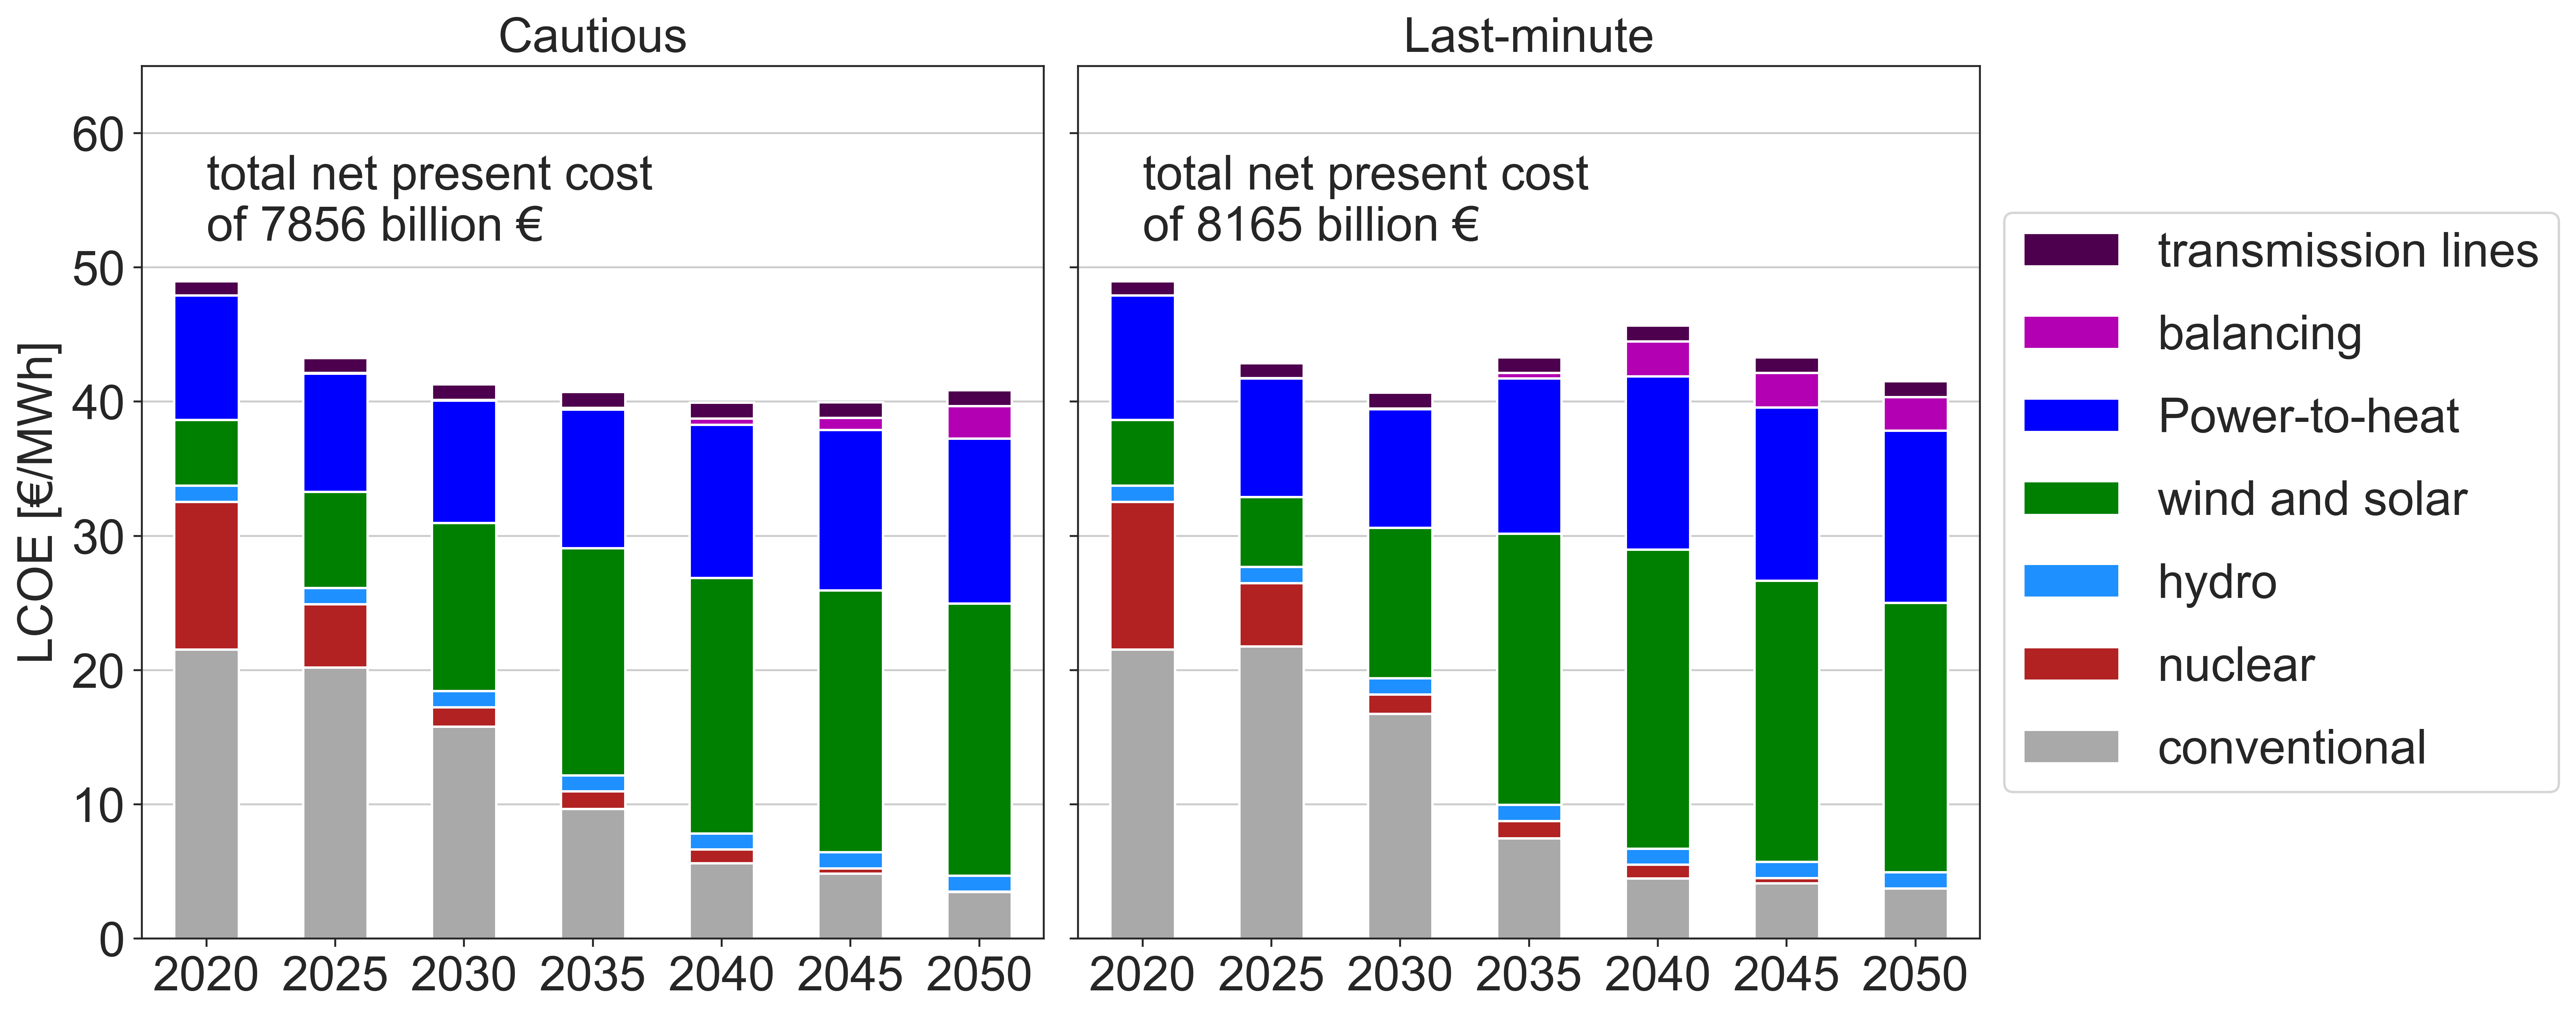 Cautious
Last-minute
LCOE [€/MWh]
60
50
40
30
20
10
0
total net present cost
of 7856 billion €
total net present cost
of 8165 billion €
2020 2025 2030 2035 2040 2045 2050
2020 2025 2030 2035 2040 2045 2050
transmission lines
balancing
Power-to-heat
wind and solar
hydro
nuclear
conventional